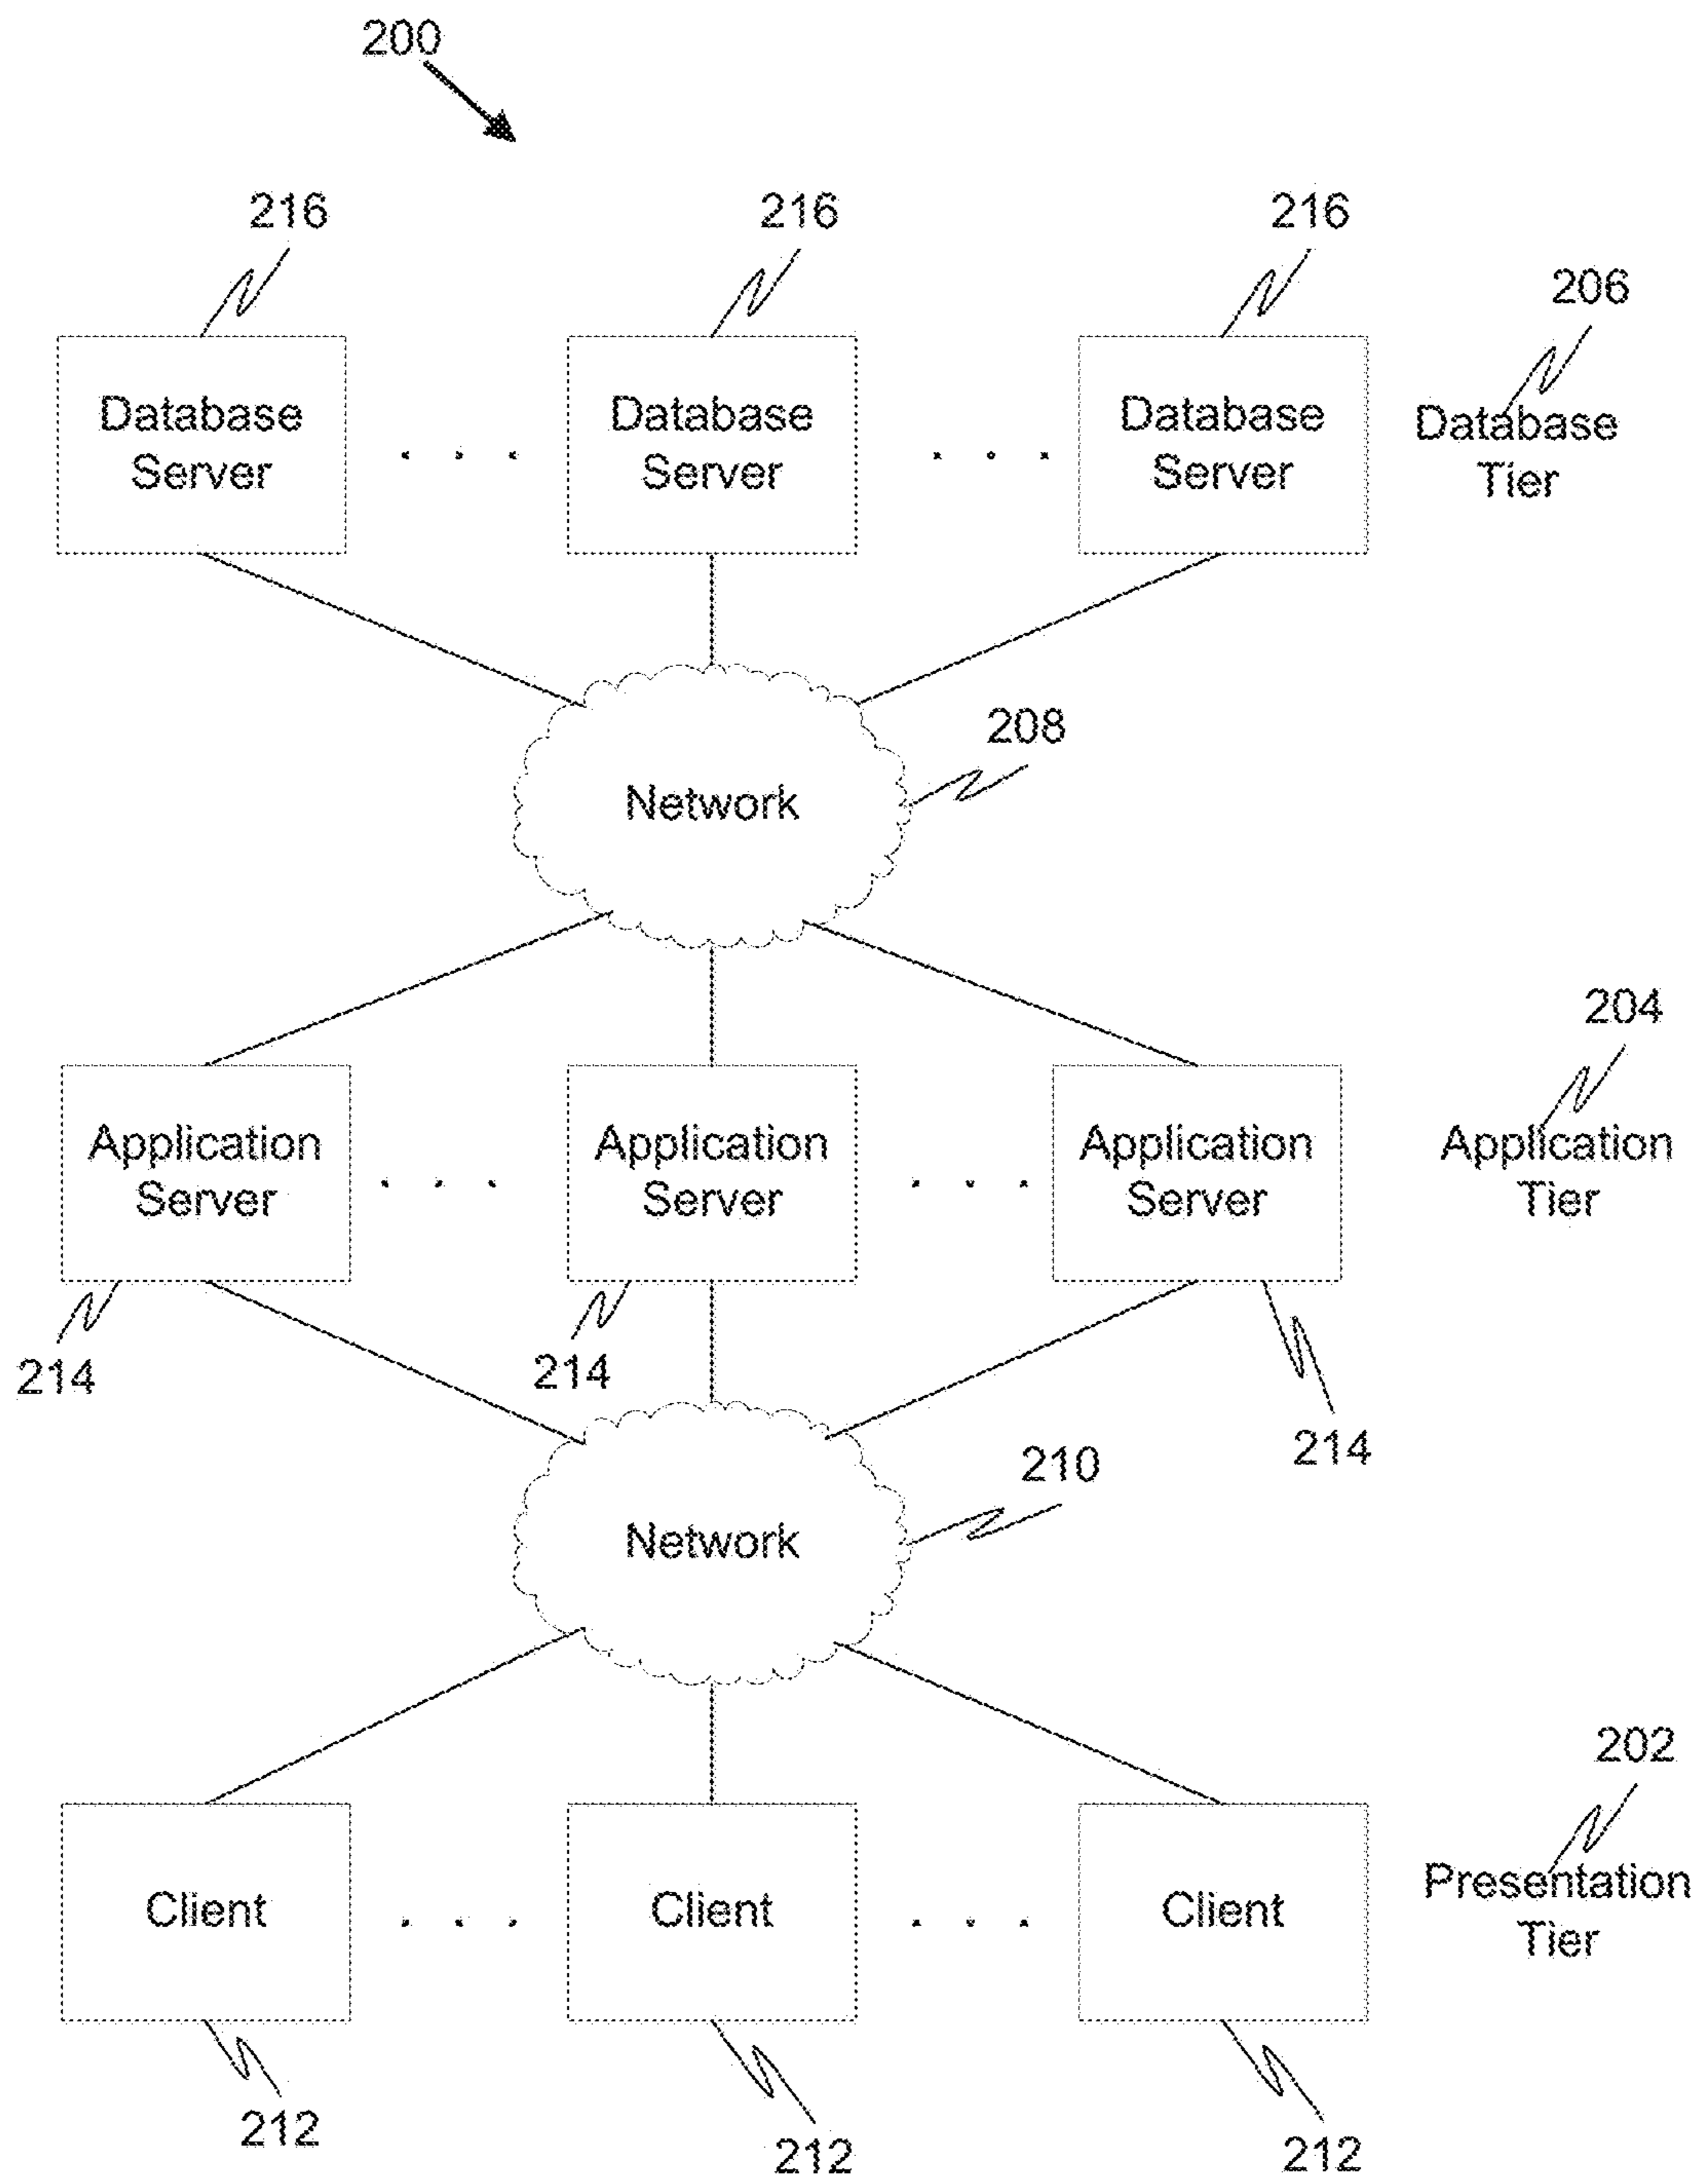 200
216
216
216
206
Database
Server
. . .
Database
Server
. . .
Database
Server
Database
Tier
208
Network
204
Application
Server
. . .
Application
Server
. . .
Application
Server
Application
Tier
214
214
214
210
Network
202
Client
. . .
Client
. . .
Client
Presentation
Tier
212
212
212